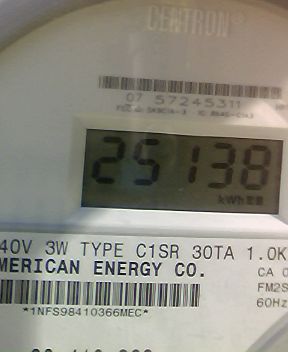 CENTRON®
07 57245311
25138
kWh
40V 3W TYPE C1SR 30TA 1.0K
MERICAN ENERGY CO.
CA 0
FM2S
60Hz
*1NFS98410366MEC*